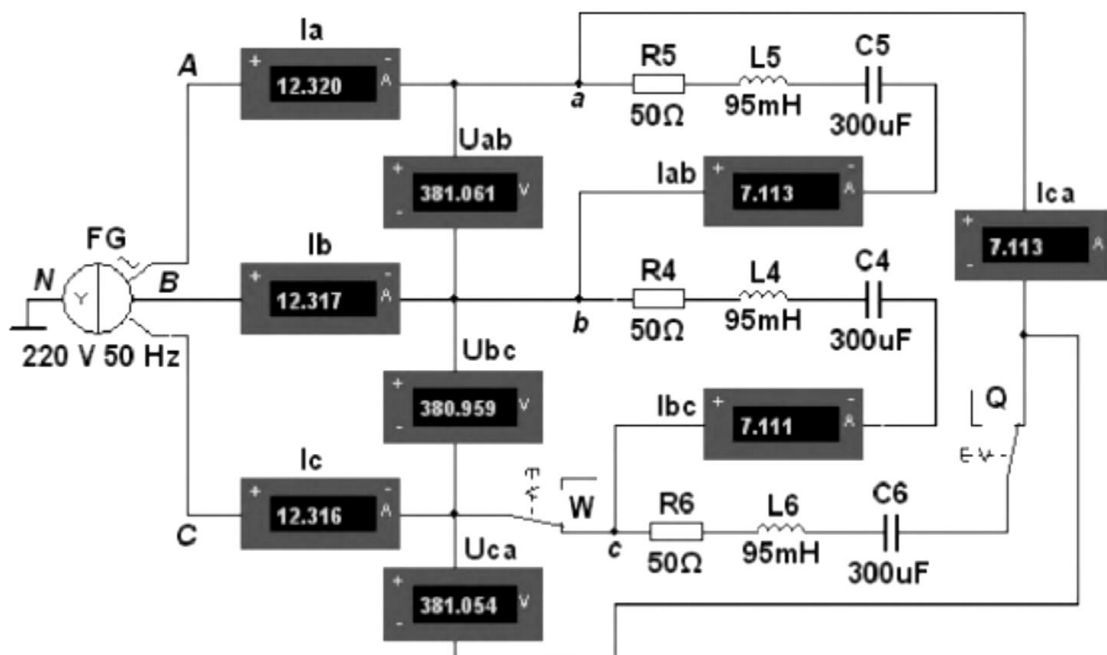 Ia
A
+ 12.320 - A
a
R5
50Ω
L5
95mH
C5
300uF
Uab
+ 381.061 V -
Iab
+ 7.113 - A
Ica
+ 7.113 A -
FG
N
Y
B
220 V 50 Hz
Ib
+ 12.317 - A
b
R4
50Ω
L4
95mH
C4
300uF
Ubc
+ 380.959 V -
Ibc
+ 7.111 - A
Q
E V
Ic
C
+ 12.316 - A
E V
W
c
R6
50Ω
L6
95mH
C6
300uF
Uca
+ 381.054 V -